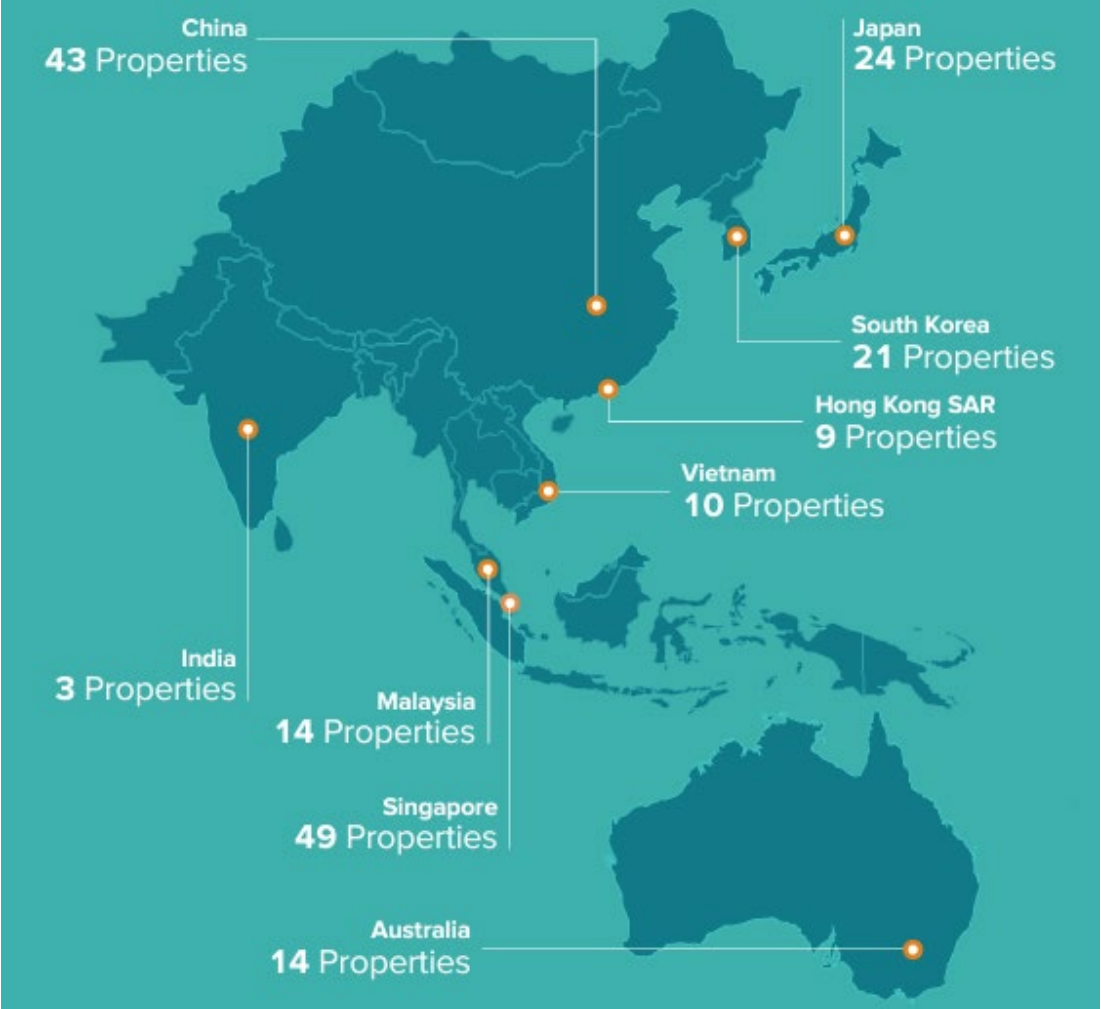 China
43 Properties
Japan
24 Properties
South Korea
21 Properties
Hong Kong SAR
9 Properties
Vietnam
10 Properties
India
3 Properties
Malaysia
14 Properties
Singapore
49 Properties
Australia
14 Properties